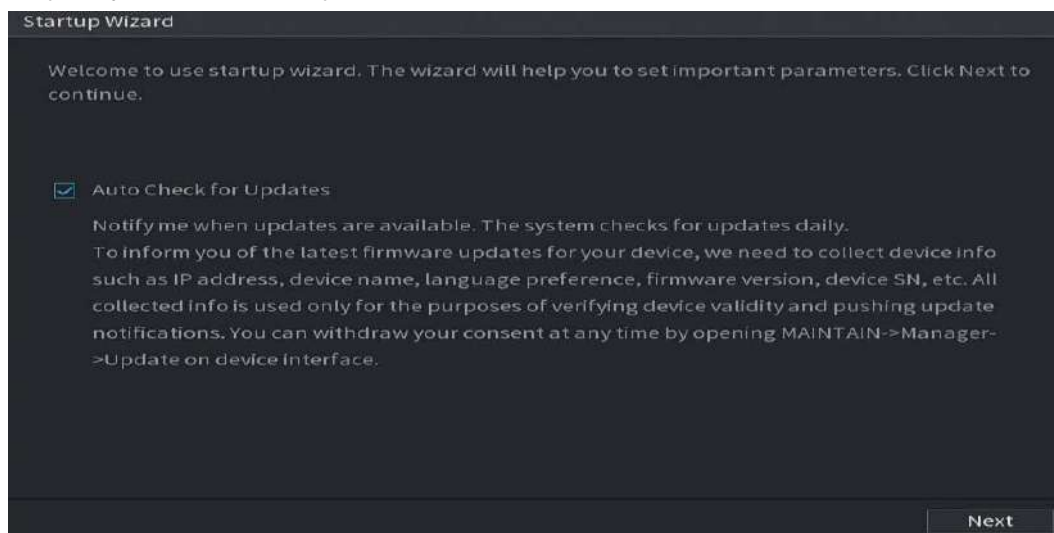 Startup Wizard
Welcome to use startup wizard. The wizard will help you to set important parameters. Click Next to
continue.
Auto Check for Updates
Notify me when updates are available. The system checks for updates daily.
To inform you of the latest firmware updates for your device, we need to collect device info
such as IP address, device name, language preference, firmware version, device SN, etc. All
collected info is used only for the purposes of verifying device validity and pushing update
notifications. You can withdraw your consent at any time by opening MAINTAIN->Manager-
>Update on device interface.
Next